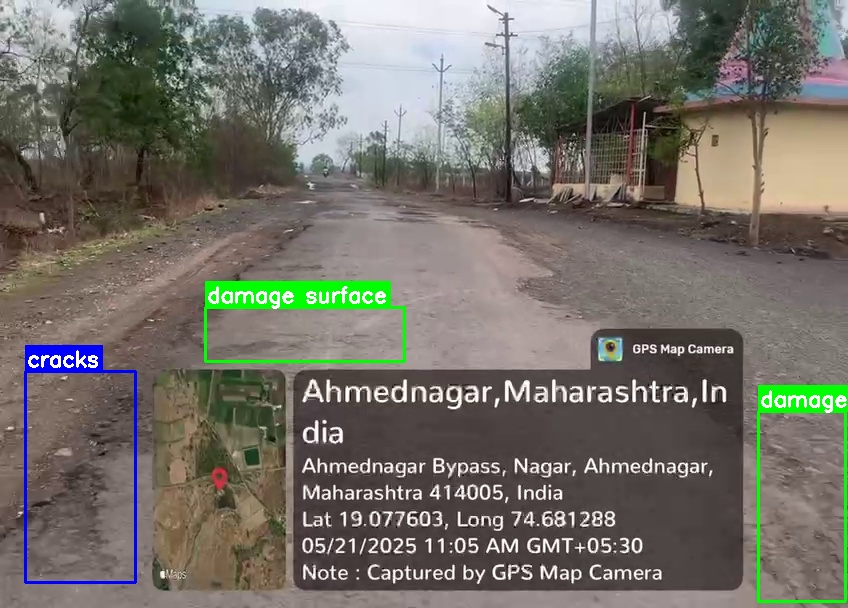 damage surface
cracks
GPS Map Camera
damage
Ahmednagar,Maharashtra,In
dia
Ahmednagar Bypass, Nagar, Ahmednagar,
Maharashtra 414005, India
Lat 19.077603, Long 74.681288
05/21/2025 11:05 AM GMT+05:30
Note : Captured by GPS Map Camera
Maps